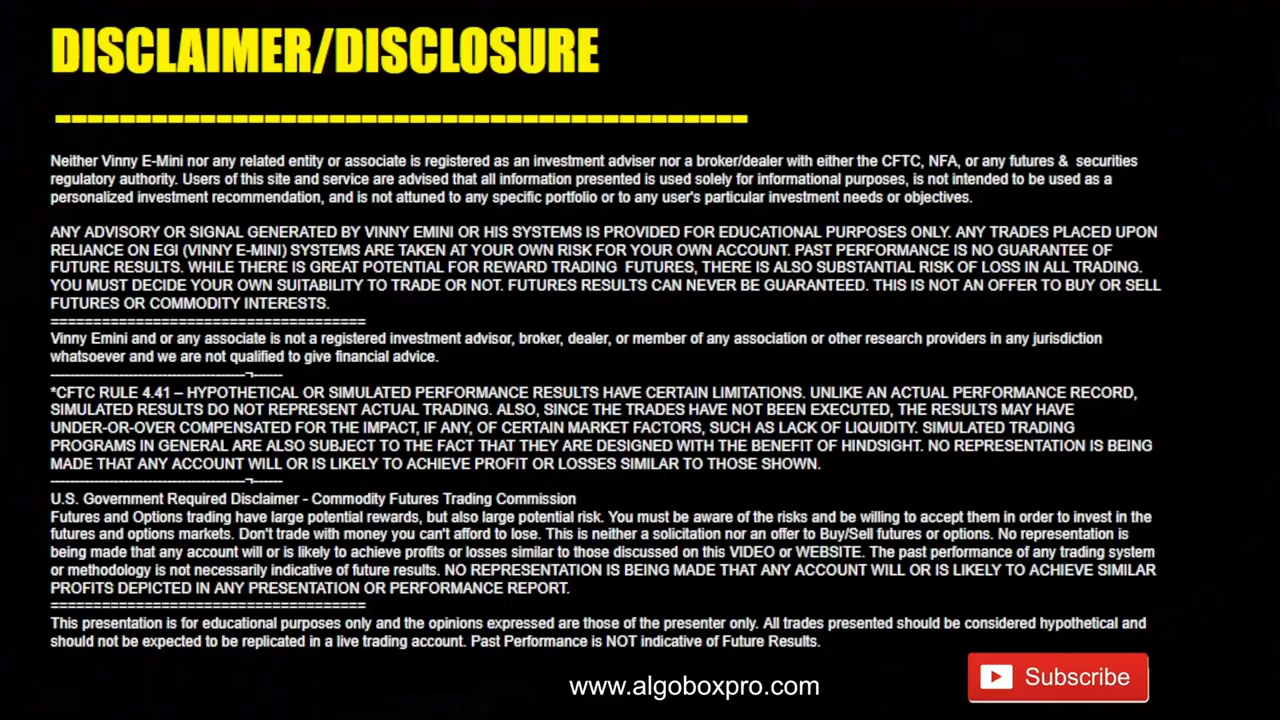 DISCLAIMER/DISCLOSURE
-------------------------------------------
Neither Vinny E-Mini nor any related entity or associate is registered as an investment adviser nor a broker/dealer with either the CFTC, NFA, or any futures & securities
regulatory authority. Users of this site and service are advised that all information presented is used solely for informational purposes, is not intended to be used as a
personalized investment recommendation, and is not attuned to any specific portfolio or to any user's particular investment needs or objectives.
ANY ADVISORY OR SIGNAL GENERATED BY VINNY EMINI OR HIS SYSTEMS IS PROVIDED FOR EDUCATIONAL PURPOSES ONLY. ANY TRADES PLACED UPON
RELIANCE ON EGI (VINNY E-MINI) SYSTEMS ARE TAKEN AT YOUR OWN RISK FOR YOUR OWN ACCOUNT. PAST PERFORMANCE IS NO GUARANTEE OF
FUTURE RESULTS. WHILE THERE IS GREAT POTENTIAL FOR REWARD TRADING FUTURES, THERE IS ALSO SUBSTANTIAL RISK OF LOSS IN ALL TRADING.
YOU MUST DECIDE YOUR OWN SUITABILITY TO TRADE OR NOT. FUTURES RESULTS CAN NEVER BE GUARANTEED. THIS IS NOT AN OFFER TO BUY OR SELL
FUTURES OR COMMODITY INTERESTS.
===================================
Vinny Emini and or any associate is not a registered investment advisor, broker, dealer, or member of any association or other research providers in any jurisdiction
whatsoever and we are not qualified to give financial advice.
---------------------------------------¬------
*CFTC RULE 4.41 – HYPOTHETICAL OR SIMULATED PERFORMANCE RESULTS HAVE CERTAIN LIMITATIONS. UNLIKE AN ACTUAL PERFORMANCE RECORD,
SIMULATED RESULTS DO NOT REPRESENT ACTUAL TRADING. ALSO, SINCE THE TRADES HAVE NOT BEEN EXECUTED, THE RESULTS MAY HAVE
UNDER-OR-OVER COMPENSATED FOR THE IMPACT, IF ANY, OF CERTAIN MARKET FACTORS, SUCH AS LACK OF LIQUIDITY. SIMULATED TRADING
PROGRAMS IN GENERAL ARE ALSO SUBJECT TO THE FACT THAT THEY ARE DESIGNED WITH THE BENEFIT OF HINDSIGHT. NO REPRESENTATION IS BEING
MADE THAT ANY ACCOUNT WILL OR IS LIKELY TO ACHIEVE PROFIT OR LOSSES SIMILAR TO THOSE SHOWN.
---------------------------------------¬------
U.S. Government Required Disclaimer - Commodity Futures Trading Commission
Futures and Options trading have large potential rewards, but also large potential risk. You must be aware of the risks and be willing to accept them in order to invest in the
futures and options markets. Don't trade with money you can't afford to lose. This is neither a solicitation nor an offer to Buy/Sell futures or options. No representation is
being made that any account will or is likely to achieve profits or losses similar to those discussed on this VIDEO or WEBSITE. The past performance of any trading system
or methodology is not necessarily indicative of future results. NO REPRESENTATION IS BEING MADE THAT ANY ACCOUNT WILL OR IS LIKELY TO ACHIEVE SIMILAR
PROFITS DEPICTED IN ANY PRESENTATION OR PERFORMANCE REPORT.
===================================
This presentation is for educational purposes only and the opinions expressed are those of the presenter only. All trades presented should be considered hypothetical and
should not be expected to be replicated in a live trading account. Past Performance is NOT indicative of Future Results.
www.algoboxpro.com
Subscribe